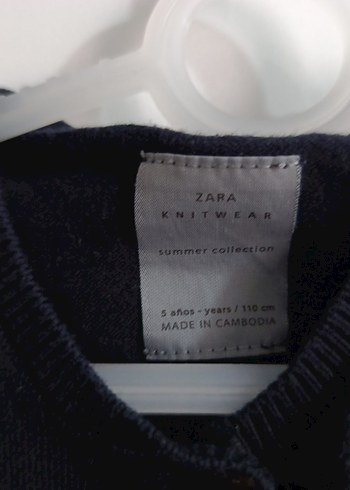 ZARA
KNITWEAR
summer collection
5 años - years / 110 cm
MADE IN CAMBODIA